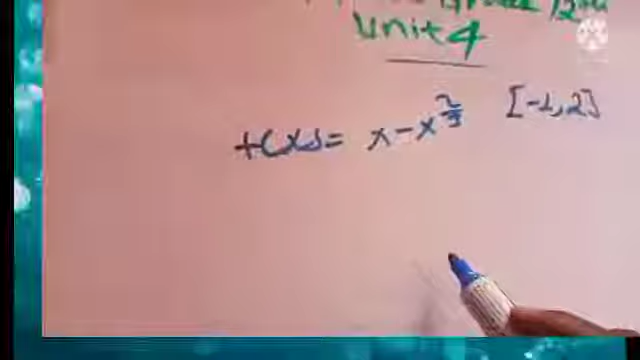 Unit 4
f(x) = x - x^{2/3} [-1, 2]